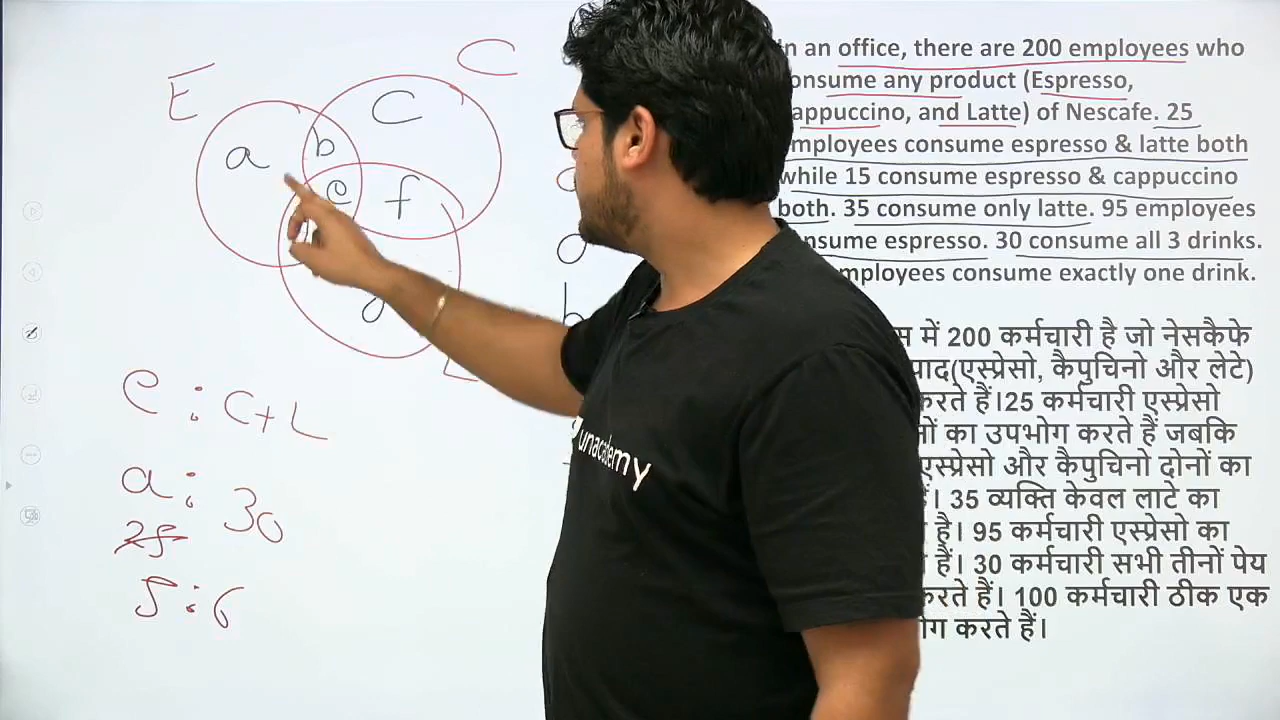 E
C
C
a
b
e
f
g
e : C+L
a : 30
25
5 : 6
unacademy
In an office, there are 200 employees who
consume any product (Espresso,
cappuccino, and Latte) of Nescafe. 25
employees consume espresso & latte both
while 15 consume espresso & cappuccino
both. 35 consume only latte. 95 employees
consume espresso. 30 consume all 3 drinks.
employees consume exactly one drink.
में 200 कर्मचारी है जो नेसकैफे
(एस्प्रेसो, कैपुचिनो और लेटे)
करते हैं।25 कर्मचारी एस्प्रेसो
का उपभोग करते हैं जबकि
एस्प्रेसो और कैपुचिनो दोनों का
हैं। 35 व्यक्ति केवल लाटे का
है। 95 कर्मचारी एस्प्रेसो का
हैं। 30 कर्मचारी सभी तीनों पेय
करते हैं। 100 कर्मचारी ठीक एक
करते हैं।